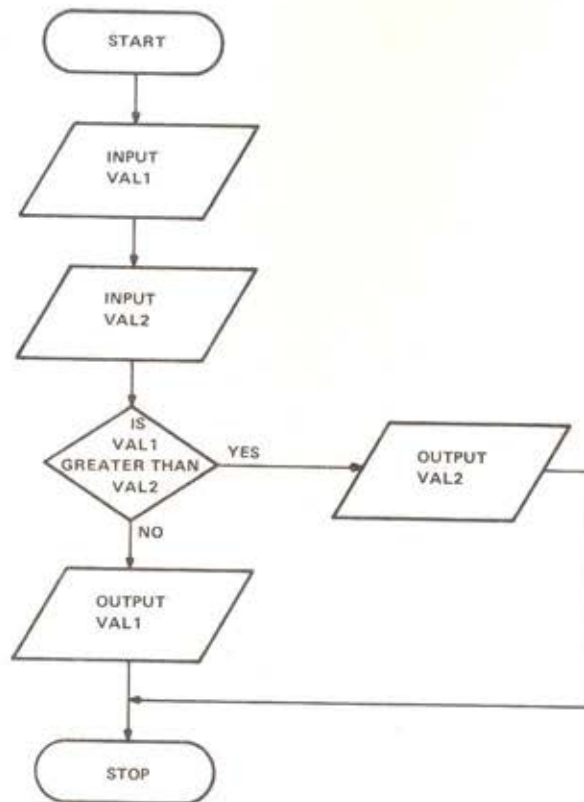 START
INPUT
VAL1
INPUT
VAL2
IS
VAL1
GREATER THAN
VAL2
YES
OUTPUT
VAL2
NO
OUTPUT
VAL1
STOP